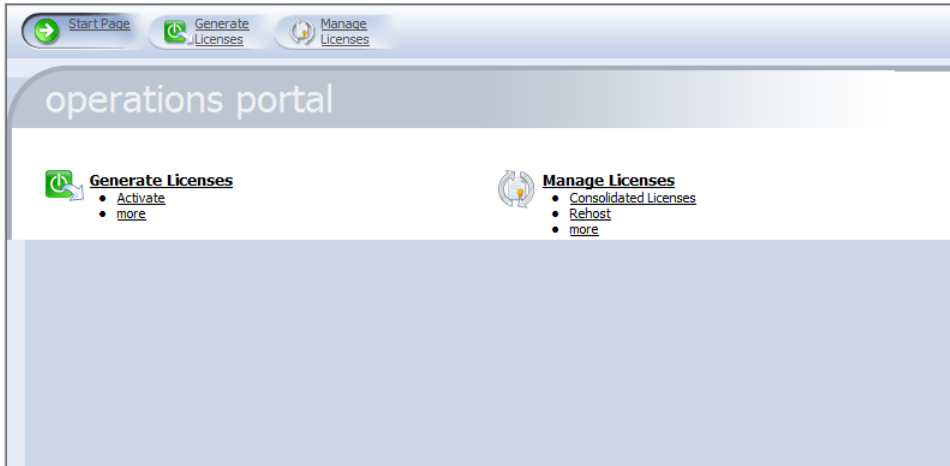 Start Page
Generate
Licenses
Manage
Licenses
operations portal
Generate Licenses
Activate
more
Manage Licenses
Consolidated Licenses
Rehost
more